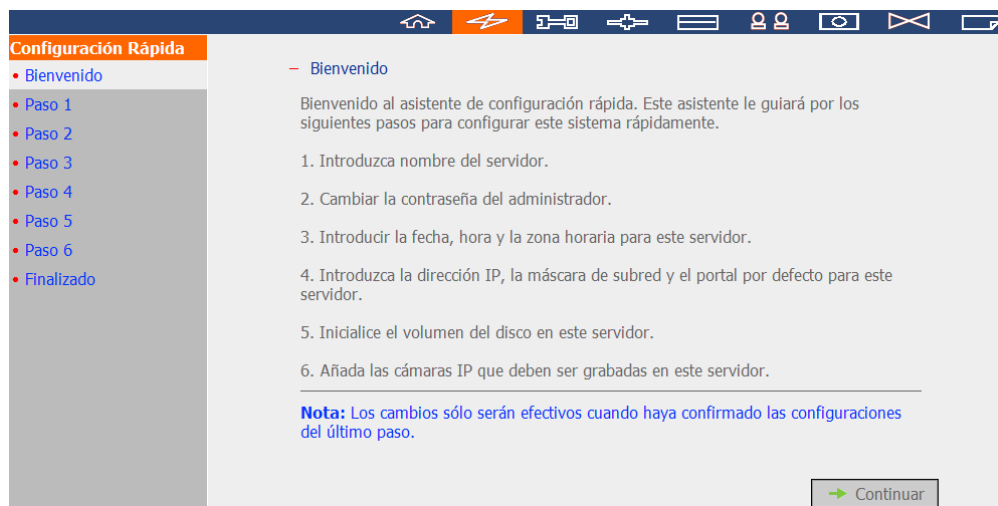 Configuración Rápida
• Bienvenido
• Paso 1
• Paso 2
• Paso 3
• Paso 4
• Paso 5
• Paso 6
• Finalizado
− Bienvenido
Bienvenido al asistente de configuración rápida. Este asistente le guiará por los
siguientes pasos para configurar este sistema rápidamente.
1. Introduzca nombre del servidor.
2. Cambiar la contraseña del administrador.
3. Introducir la fecha, hora y la zona horaria para este servidor.
4. Introduzca la dirección IP, la máscara de subred y el portal por defecto para este
servidor.
5. Inicialice el volumen del disco en este servidor.
6. Añada las cámaras IP que deben ser grabadas en este servidor.
Nota: Los cambios sólo serán efectivos cuando haya confirmado las configuraciones
del último paso.
Continuar